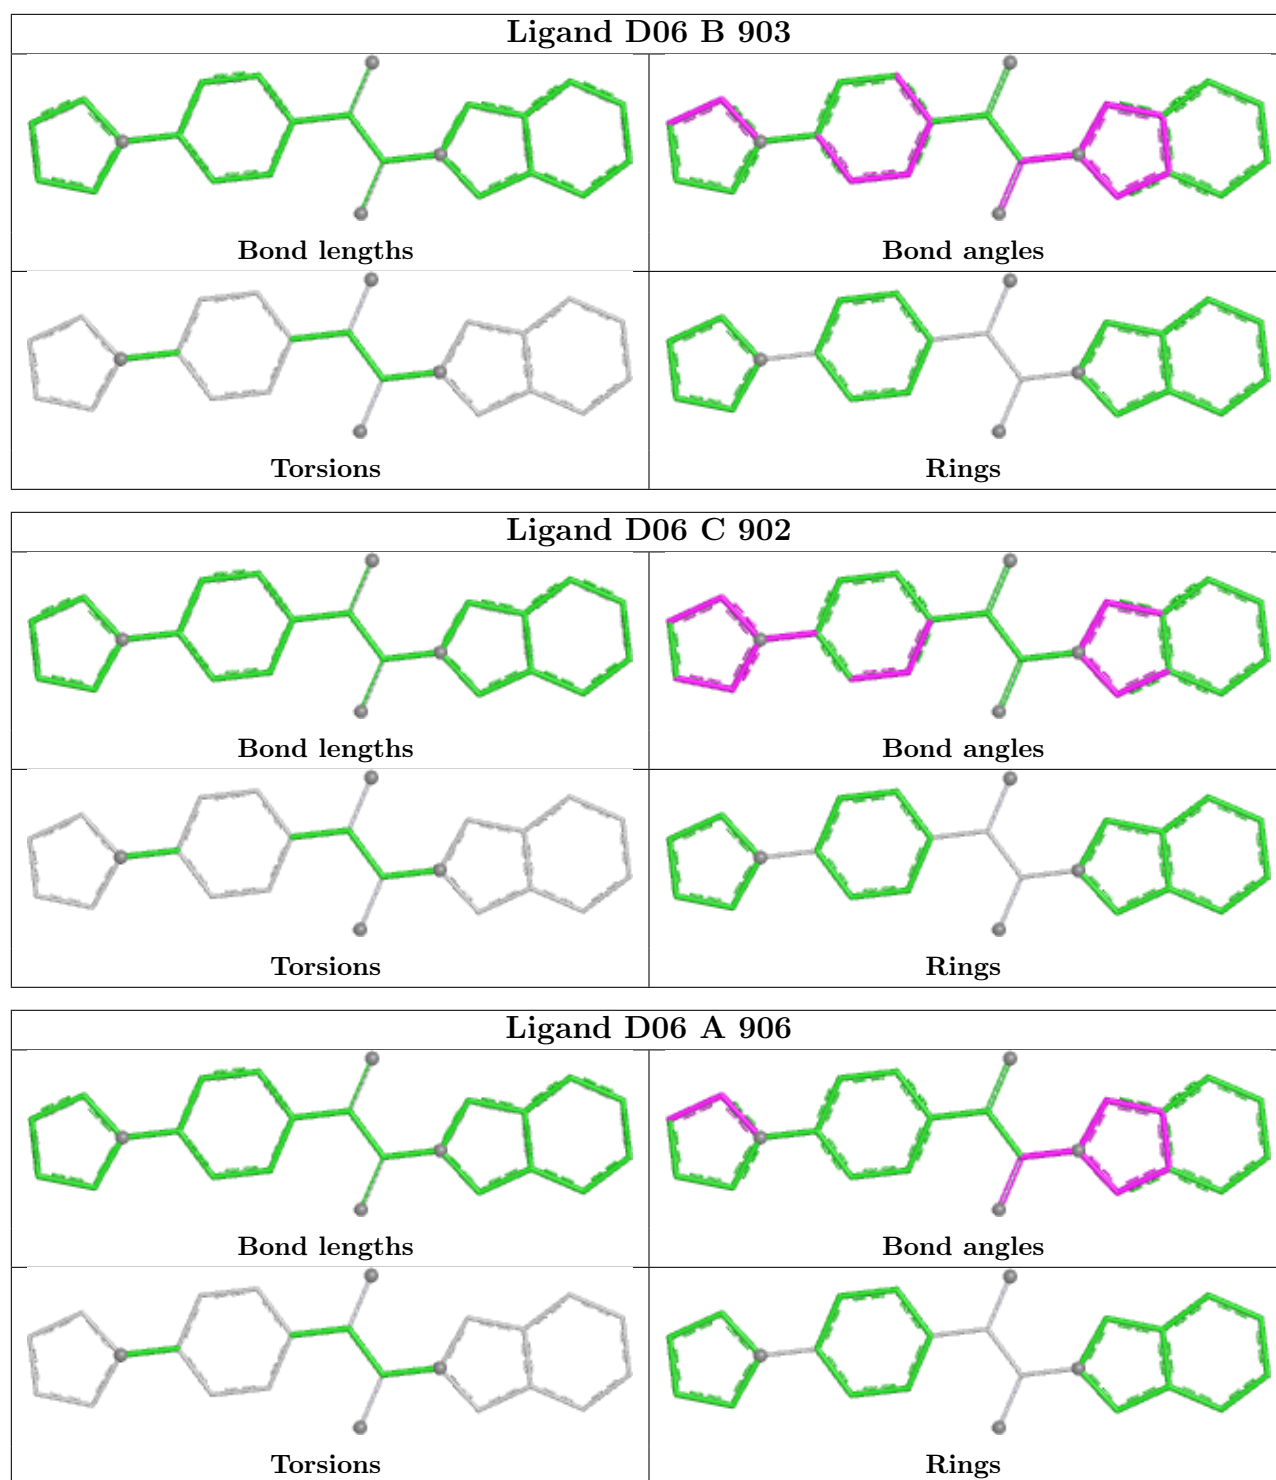 Ligand D06 B 903
Bond lengths
Bond angles
Torsions
Rings
Ligand D06 C 902
Bond lengths
Bond angles
Torsions
Rings
Ligand D06 A 906
Bond lengths
Bond angles
Torsions
Rings